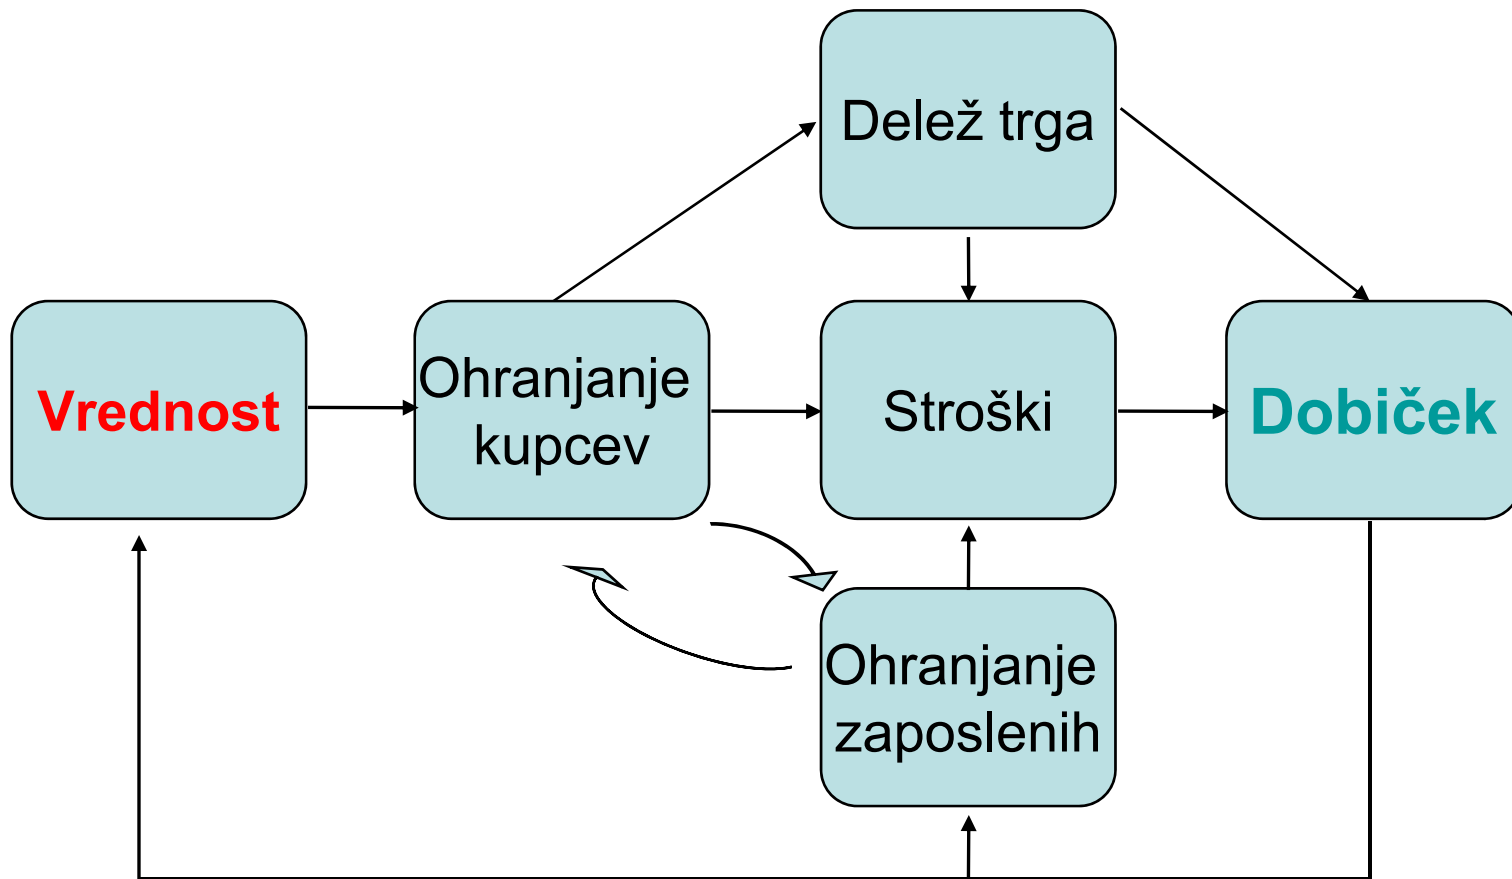 Delež trga
Vrednost
Ohranjanje
kupcev
Stroški
Dobiček
Ohranjanje
zaposlenih